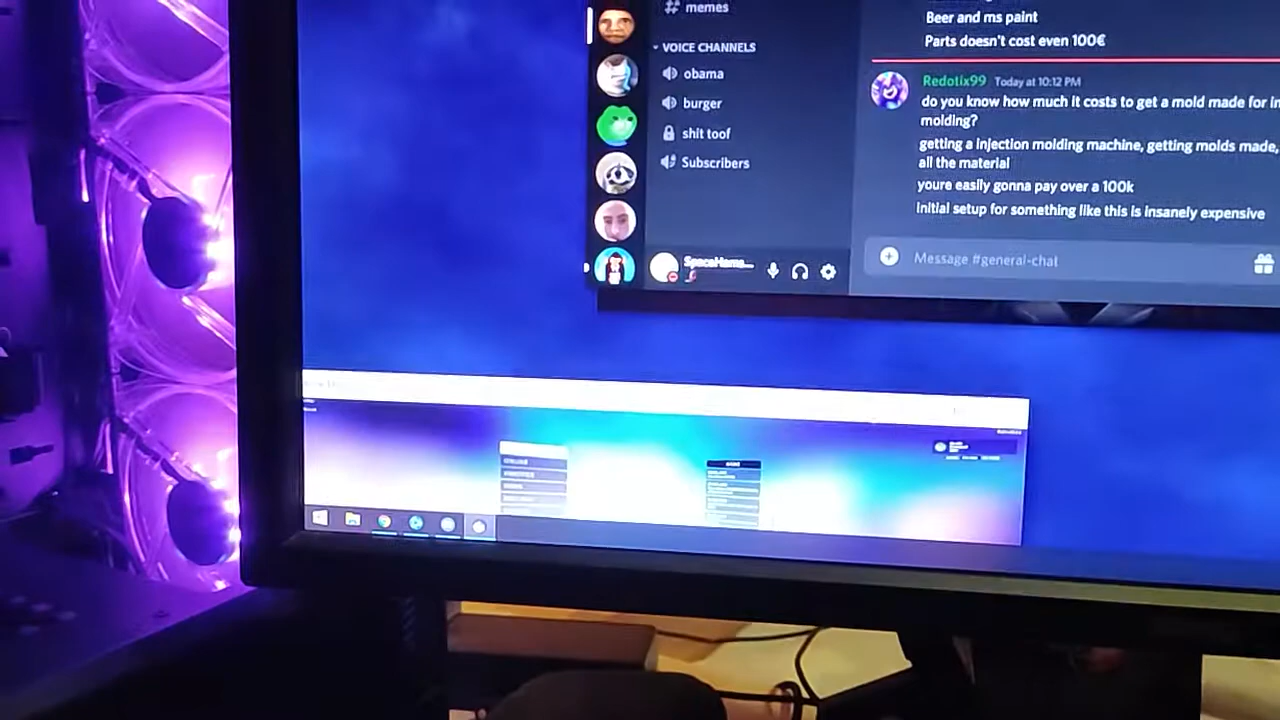 memes
VOICE CHANNELS
obama
burger
shit toof
Subscribers
SpaceHame...
Beer and ms paint
Parts doesn't cost even 100€
Redotix99 Today at 10:12 PM
do you know how much it costs to get a mold made for in
molding?
getting a injection molding machine, getting molds made,
all the material
youre easily gonna pay over a 100k
initial setup for something like this is insanely expensive
Message #general-chat